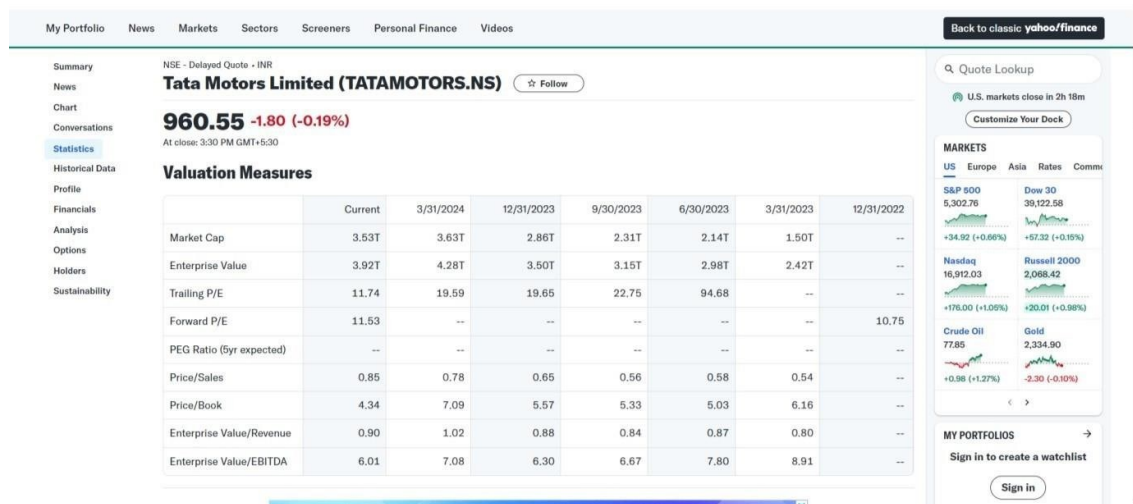 My Portfolio News Markets Sectors Screeners Personal Finance Videos Back to classic yahoo!finance
Summary
News
Chart
Conversations
Statistics
Historical Data
Profile
Financials
Analysis
Options
Holders
Sustainability
NSE - Delayed Quote • INR
Tata Motors Limited (TATAMOTORS.NS) ☆ Follow
960.55 -1.80 (-0.19%)
At close: 3:30 PM GMT+5:30
Valuation Measures
Current 3/31/2024 12/31/2023 9/30/2023 6/30/2023 3/31/2023 12/31/2022
Market Cap 3.53T 3.63T 2.86T 2.31T 2.14T 1.50T --
Enterprise Value 3.92T 4.28T 3.50T 3.15T 2.98T 2.42T --
Trailing P/E 11.74 19.59 19.65 22.75 94.68 -- --
Forward P/E 11.53 -- -- -- -- -- 10.75
PEG Ratio (5yr expected) -- -- -- -- -- -- --
Price/Sales 0.85 0.78 0.65 0.56 0.58 0.54 --
Price/Book 4.34 7.09 5.57 5.33 5.03 6.16 --
Enterprise Value/Revenue 0.90 1.02 0.88 0.84 0.87 0.80 --
Enterprise Value/EBITDA 6.01 7.08 6.30 6.67 7.80 8.91 --
Quote Lookup
U.S. markets close in 2h 18m
Customize Your Dock
MARKETS
US Europe Asia Rates Comm
S&P 500 Dow 30
5,302.76 39,122.58
+34.92 (+0.66%) +57.32 (+0.15%)
Nasdaq Russell 2000
16,912.03 2,068.42
+176.00 (+1.05%) +20.01 (+0.98%)
Crude Oil Gold
77.85 2,334.90
+0.98 (+1.27%) -2.30 (-0.10%)
< >
MY PORTFOLIOS →
Sign in to create a watchlist
Sign in